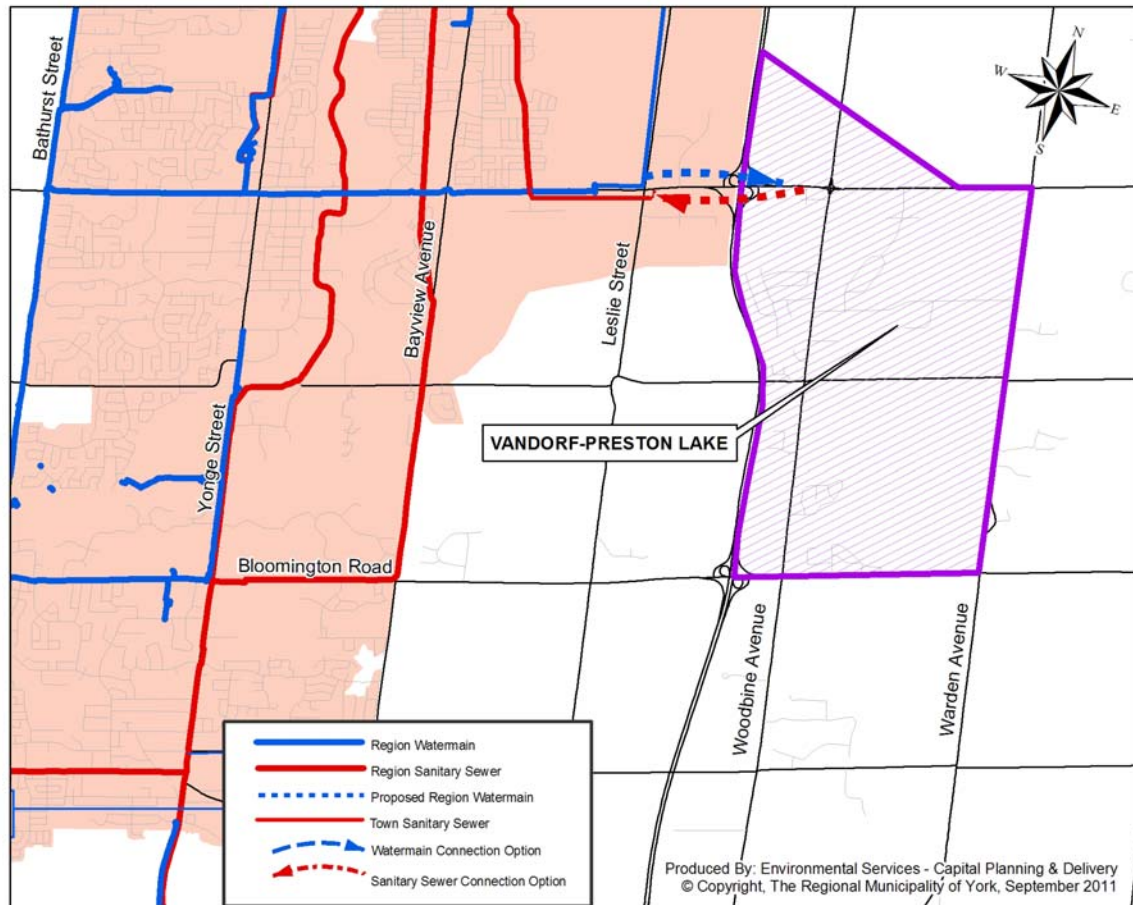 N
W
E
S
Bathurst Street
Bayview Avenue
Leslie Street
VANDORF-PRESTON LAKE
Yonge Street
Bloomington Road
Woodbine Avenue
Warden Avenue
Region Watermain
Region Sanitary Sewer
Proposed Region Watermain
Town Sanitary Sewer
Watermain Connection Option
Sanitary Sewer Connection Option
Produced By: Environmental Services - Capital Planning & Delivery
© Copyright, The Regional Municipality of York, September 2011